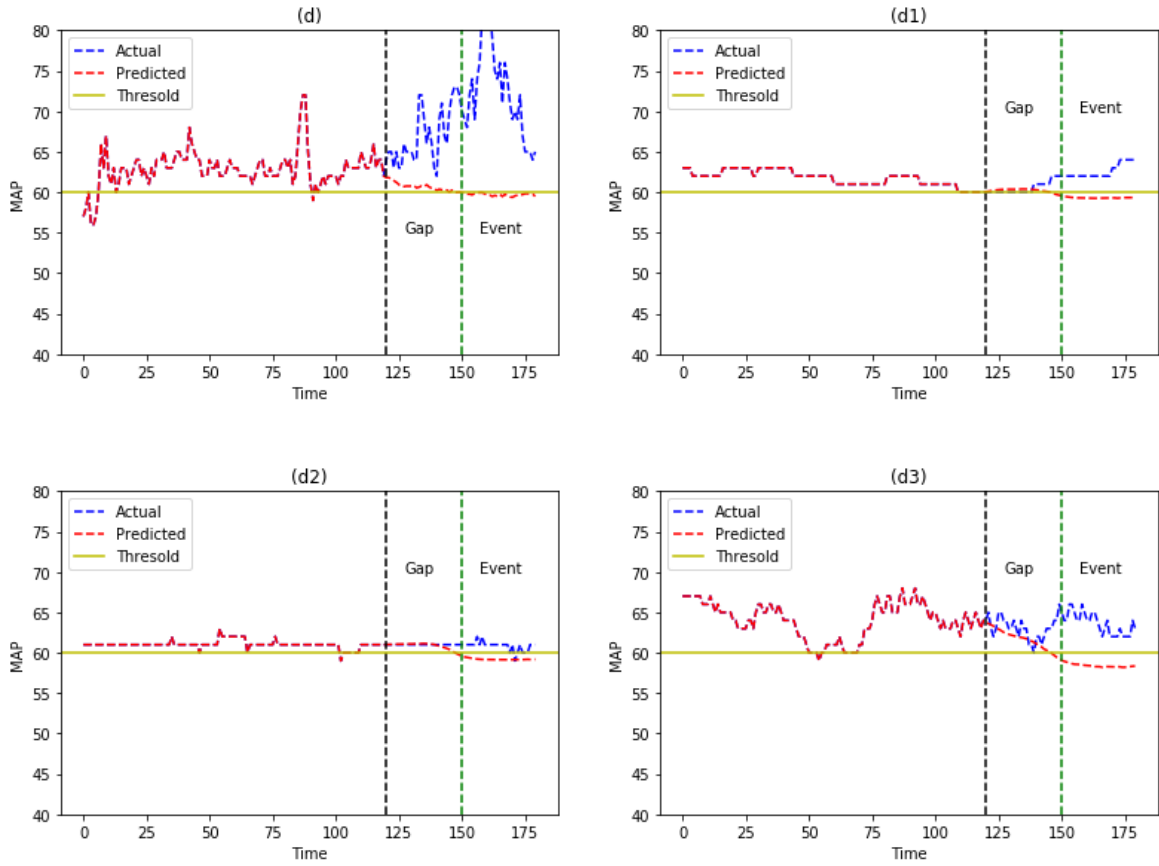 (d)
80
75
70
65
60
55
50
45
40
MAP
Actual
Predicted
Thresold
Gap
Event
0
25
50
75
100
125
150
175
Time
(d1)
80
75
70
65
60
55
50
45
40
MAP
Actual
Predicted
Thresold
Gap
Event
0
25
50
75
100
125
150
175
Time
(d2)
80
75
70
65
60
55
50
45
40
MAP
Actual
Predicted
Thresold
Gap
Event
0
25
50
75
100
125
150
175
Time
(d3)
80
75
70
65
60
55
50
45
40
MAP
Actual
Predicted
Thresold
Gap
Event
0
25
50
75
100
125
150
175
Time